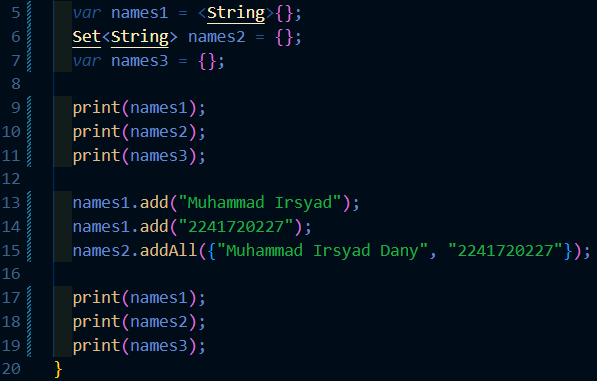 5 var names1 = <String>{};
6 Set<String> names2 = {};
7 var names3 = {};
8
9 print(names1);
10 print(names2);
11 print(names3);
12
13 names1.add("Muhammad Irsyad");
14 names1.add("2241720227");
15 names2.addAll({"Muhammad Irsyad Dany", "2241720227"});
16
17 print(names1);
18 print(names2);
19 print(names3);
20 }